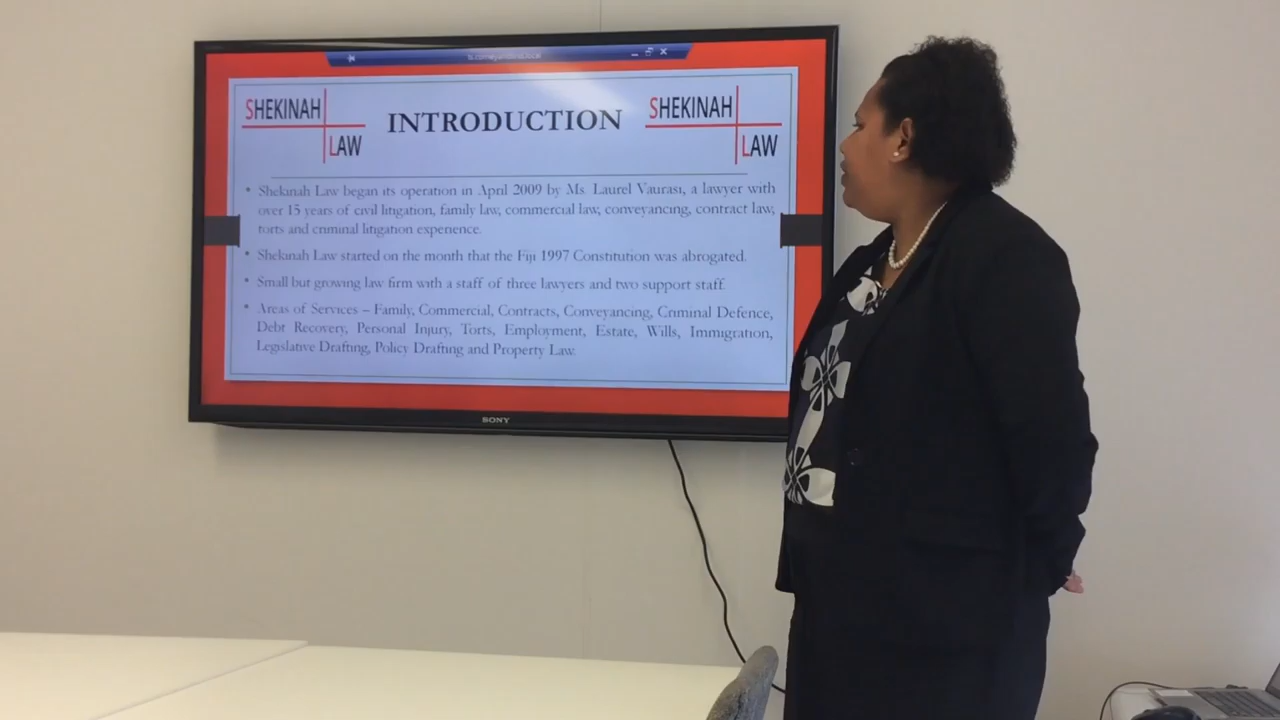 SHEKINAH
LAW
INTRODUCTION
SHEKINAH
LAW
• Shekinah Law began its operation in April 2009 by Ms. Laurel Vaurasi, a lawyer with
over 15 years of civil litigation, family law, commercial law, conveyancing, contract law,
torts and criminal litigation experience.
• Shekinah Law started on the month that the Fiji 1997 Constitution was abrogated.
• Small but growing law firm with a staff of three lawyers and two support staff.
• Areas of Services – Family, Commercial, Contracts, Conveyancing, Criminal Defence,
Debt Recovery, Personal Injury, Torts, Employment, Estate, Wills, Immigration,
Legislative Drafting, Policy Drafting and Property Law.
SONY